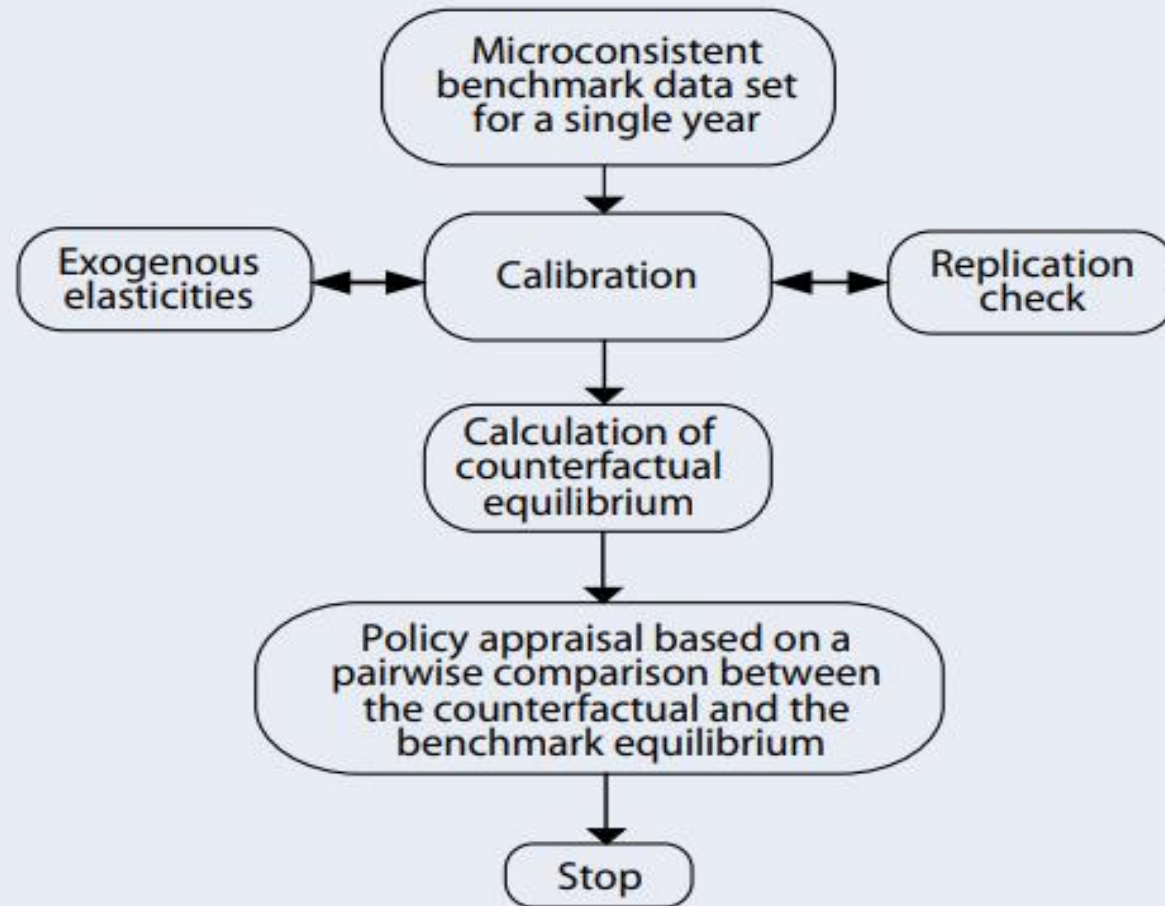 Microconsistent
benchmark data set
for a single year
Exogenous
elasticities
Calibration
Replication
check
Calculation of
counterfactual
equilibrium
Policy appraisal based on a
pairwise comparison between
the counterfactual and the
benchmark equilibrium
Stop